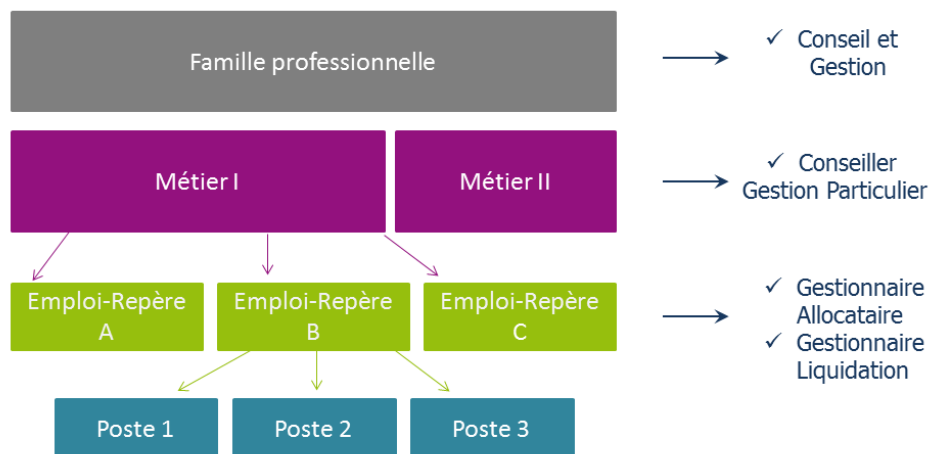 Famille professionnelle
✓ Conseil et
Gestion
Métier I
Métier II
✓ Conseiller
Gestion Particulier
Emploi-Repère
A
Emploi-Repère
B
Emploi-Repère
C
✓ Gestionnaire
Allocataire
✓ Gestionnaire
Liquidation
Poste 1
Poste 2
Poste 3